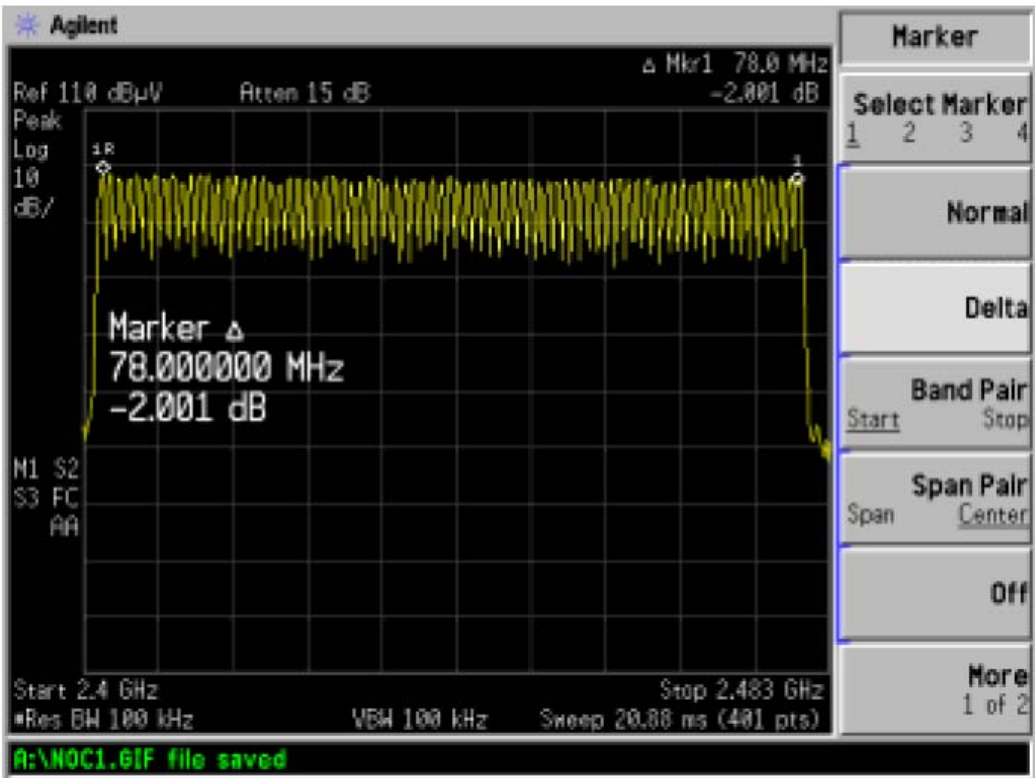 Agilent
Marker
Δ Mkr1 78.0 MHz
Ref 110 dBµV Atten 15 dB -2.001 dB
Peak
Log
10
dB/
1R
1
Marker Δ
78.000000 MHz
-2.001 dB
M1 S2
S3 FC
AA
Start 2.4 GHz Stop 2.483 GHz
*Res BW 100 kHz VBW 100 kHz Sweep 20.88 ms (401 pts)
A:\NOC1.GIF file saved
Select Marker
1 2 3 4
Normal
Delta
Band Pair
Start Stop
Span Pair
Span Center
Off
More
1 of 2